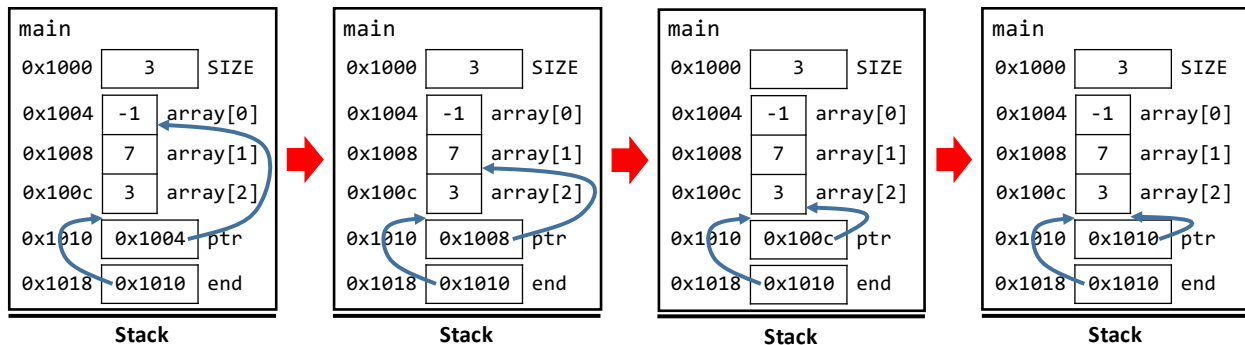 main
0x1000 3 SIZE
0x1004 -1 array[0]
0x1008 7 array[1]
0x100c 3 array[2]
0x1010 0x1004 ptr
0x1018 0x1010 end
Stack
main
0x1000 3 SIZE
0x1004 -1 array[0]
0x1008 7 array[1]
0x100c 3 array[2]
0x1010 0x1008 ptr
0x1018 0x1010 end
Stack
main
0x1000 3 SIZE
0x1004 -1 array[0]
0x1008 7 array[1]
0x100c 3 array[2]
0x1010 0x100c ptr
0x1018 0x1010 end
Stack
main
0x1000 3 SIZE
0x1004 -1 array[0]
0x1008 7 array[1]
0x100c 3 array[2]
0x1010 0x1010 ptr
0x1018 0x1010 end
Stack